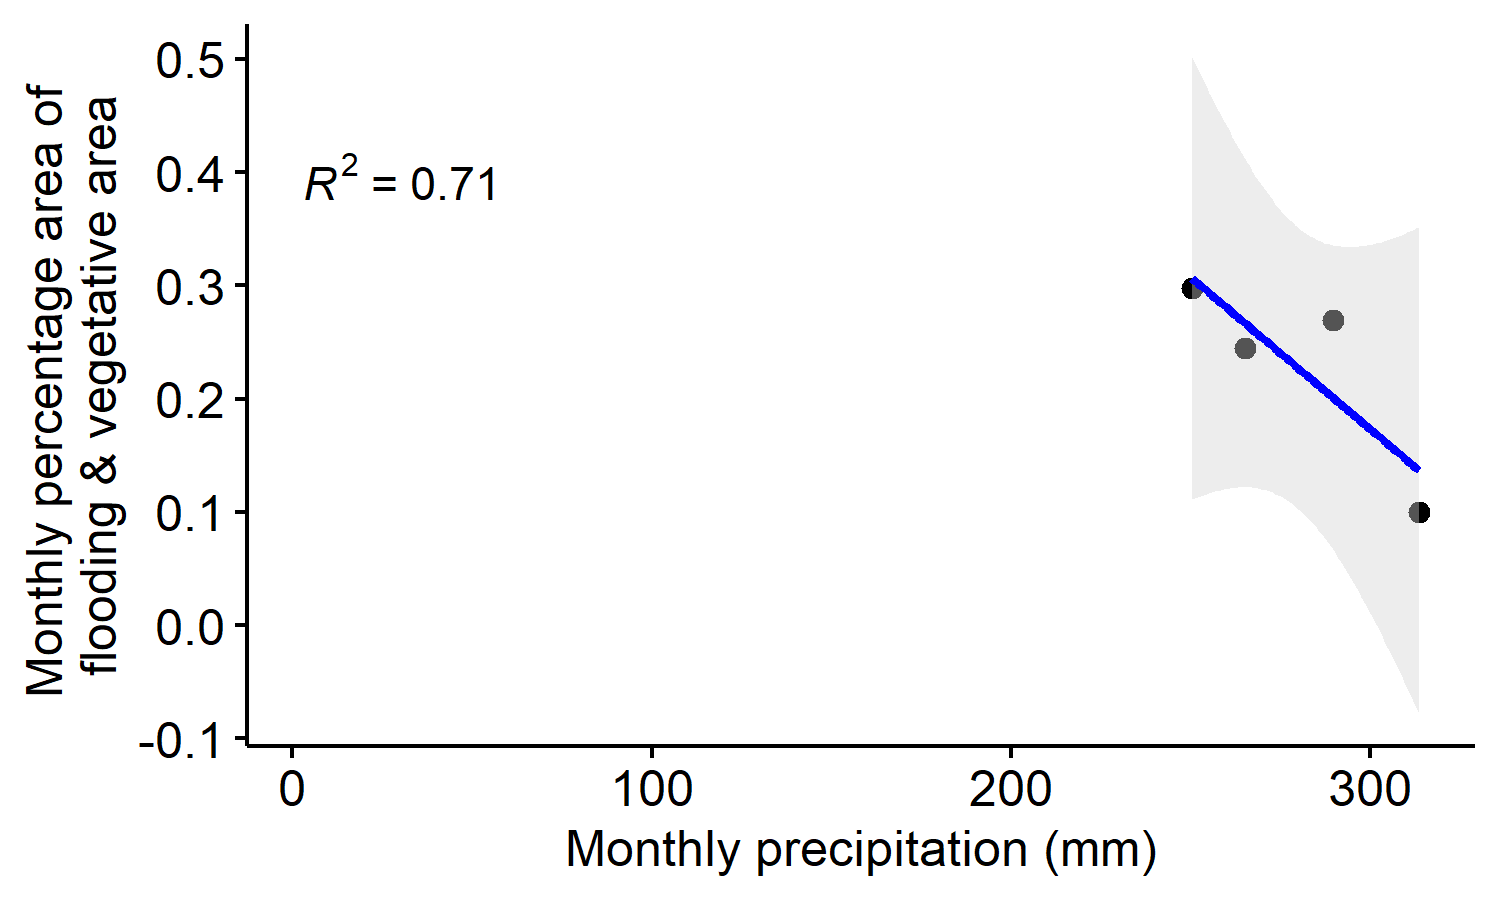 Monthly percentage area of
flooding & vegetative area
0.5
0.4
0.3
0.2
0.1
0.0
-0.1
R² = 0.71
0 100 200 300
Monthly precipitation (mm)